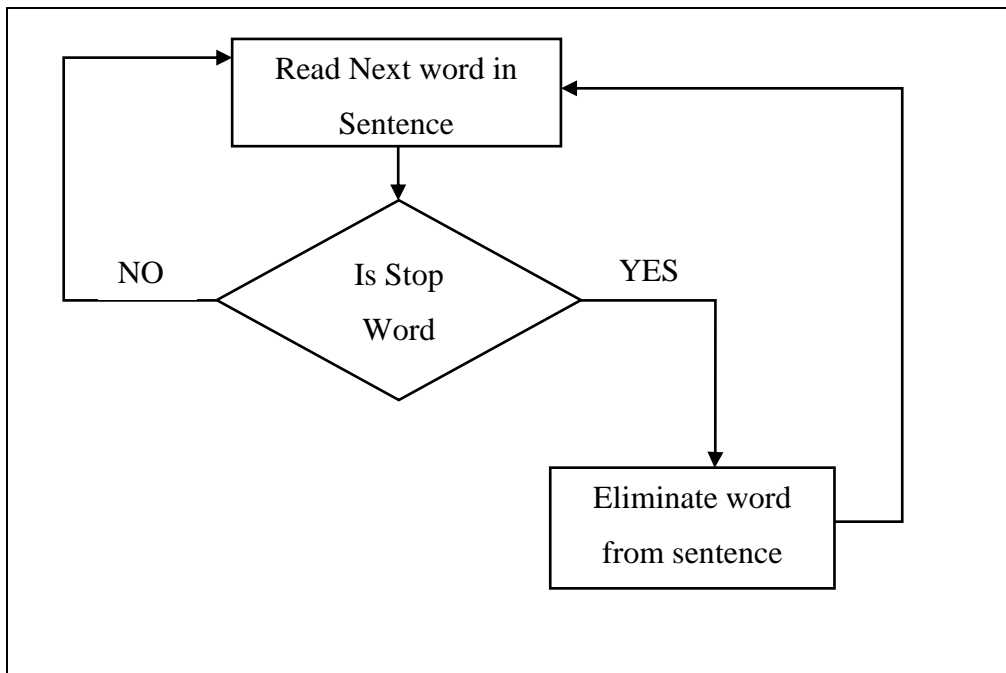 Read Next word in
Sentence
NO
Is Stop
Word
YES
Eliminate word
from sentence